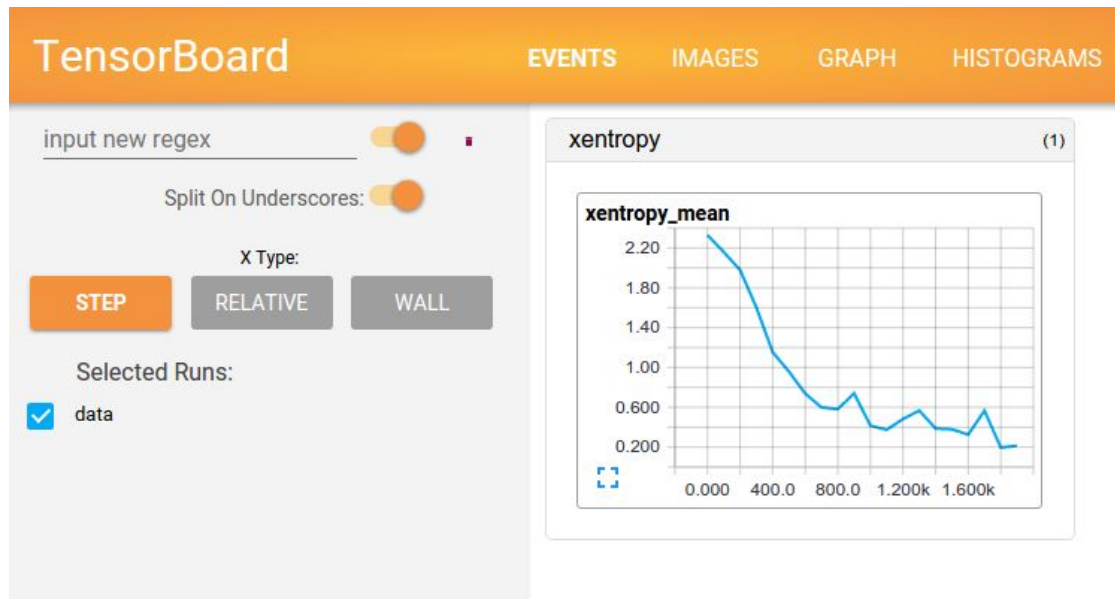 TensorBoard
EVENTS IMAGES GRAPH HISTOGRAMS
input new regex
Split On Underscores:
X Type:
STEP RELATIVE WALL
Selected Runs:
data
xentropy (1)
xentropy_mean
2.20
1.80
1.40
1.00
0.600
0.200
0.000 400.0 800.0 1.200k 1.600k